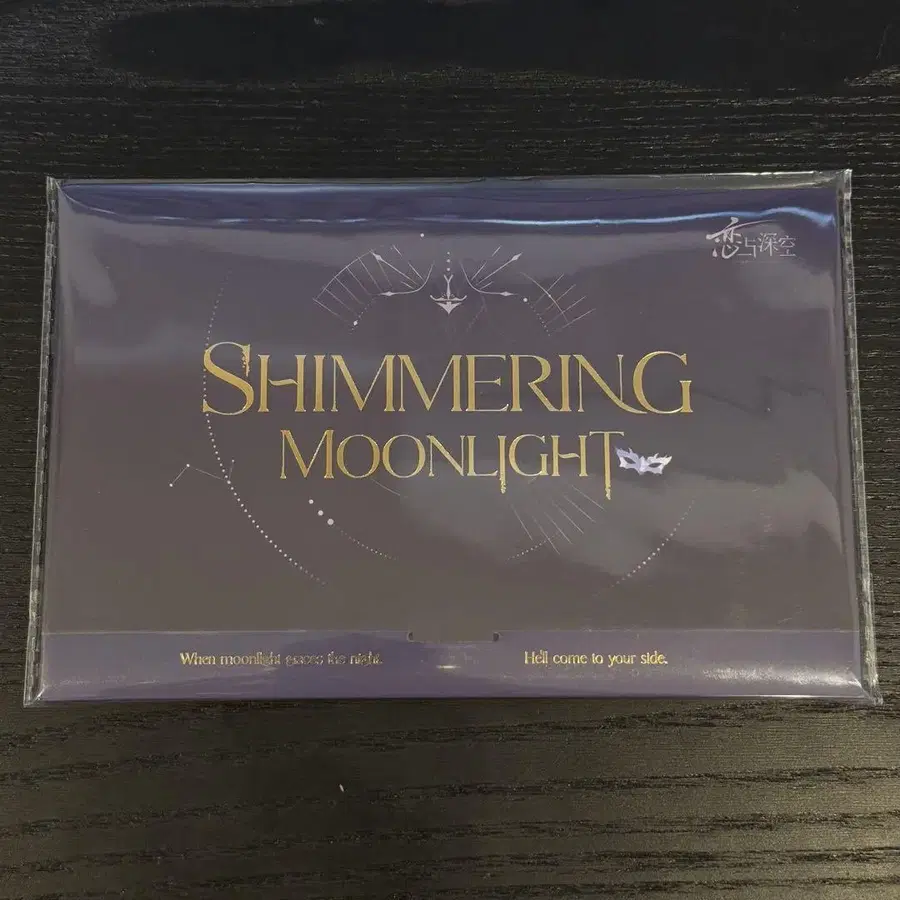 恋与深空
SHIMMERING
MOONLIGHT
When moonlight graces the night.
He'll come to your side.